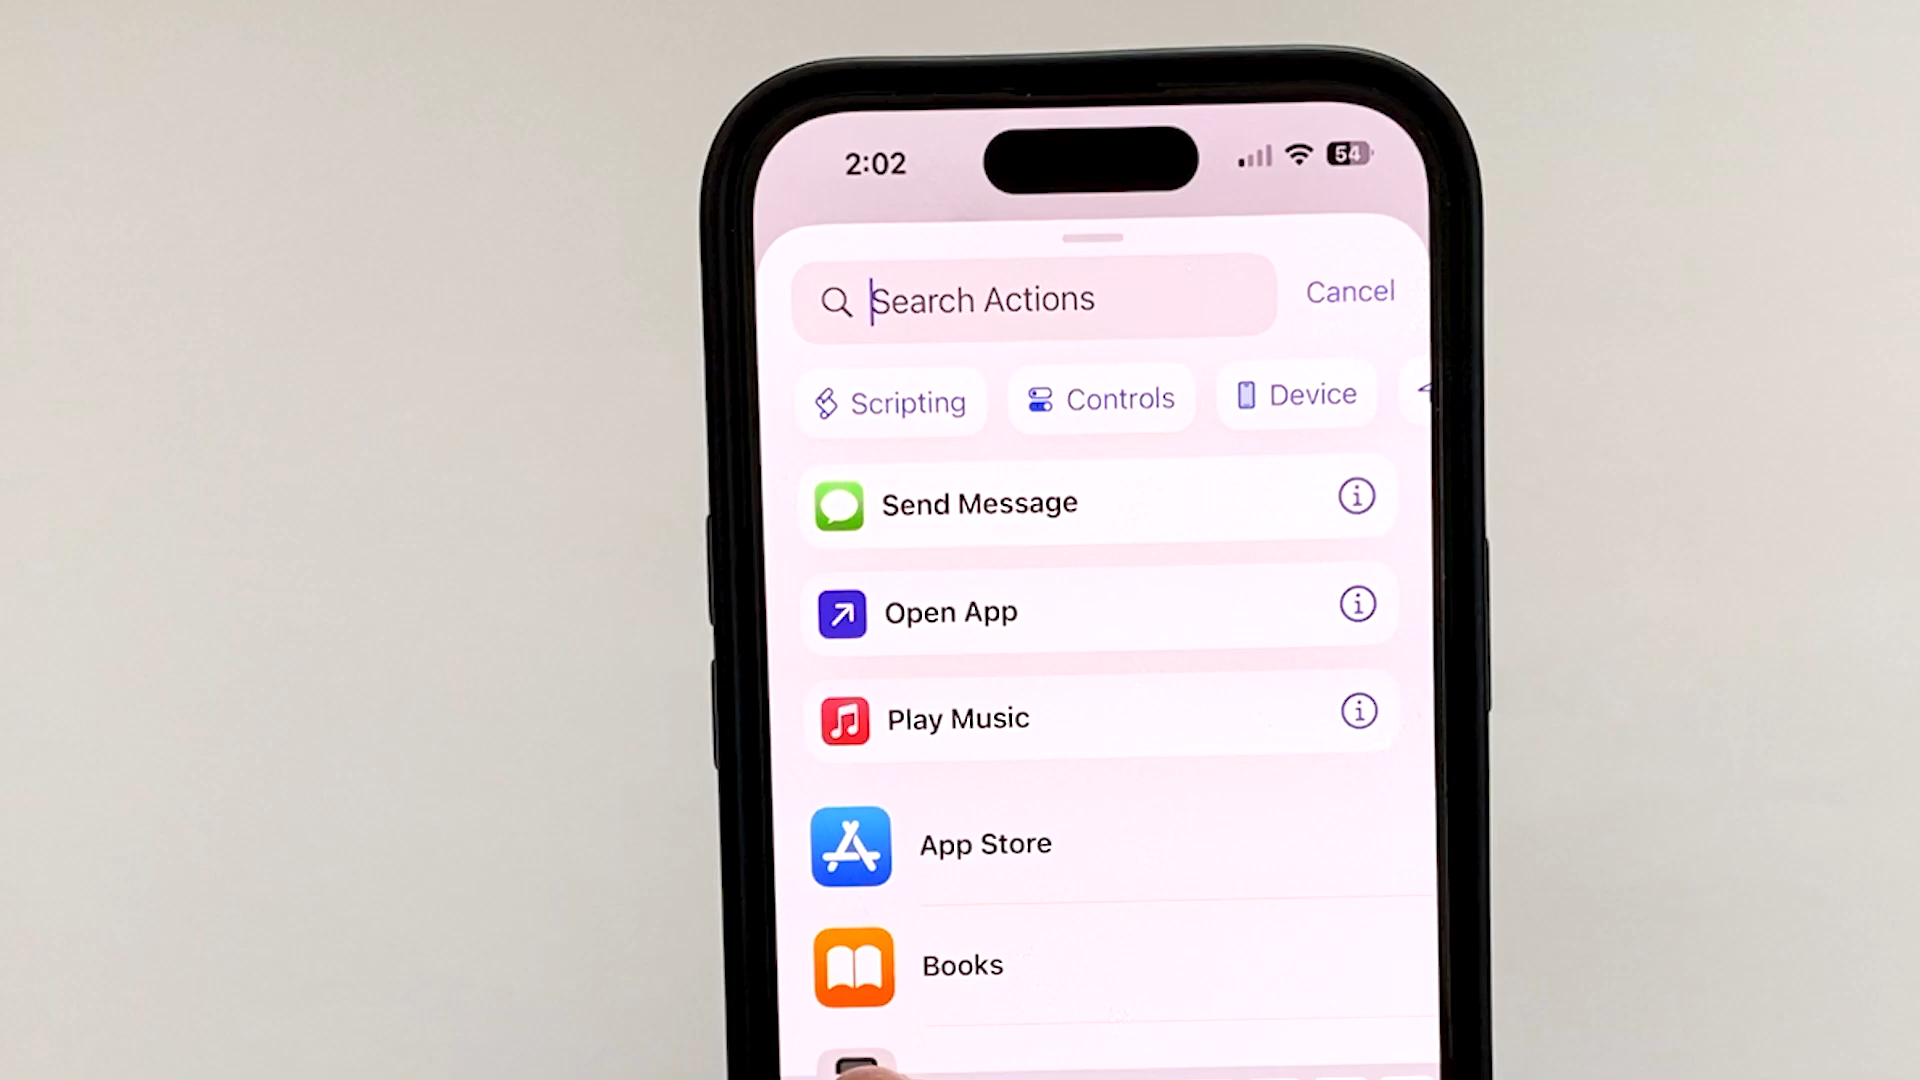 2:02
54
Search Actions
Cancel
Scripting
Controls
Device
Send Message
Open App
Play Music
App Store
Books